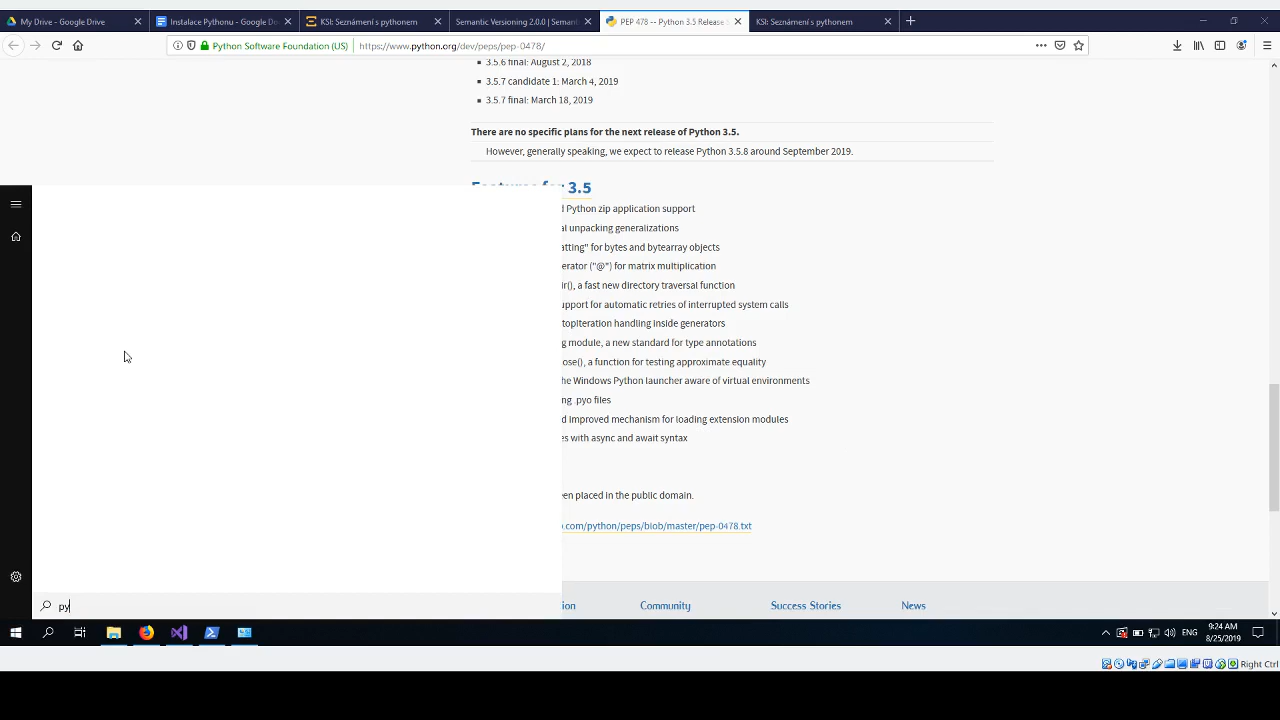 My Drive - Google Drive
Instalace Pythonu - Google Do
KSI: Seznámení s pythonem
Semantic Versioning 2.0.0 | Seman
PEP 478 -- Python 3.5 Release S
KSI: Seznámení s pythonem
Python Software Foundation (US)
https://www.python.org/dev/peps/pep-0478/
3.5.6 final: August 2, 2018
3.5.7 candidate 1: March 4, 2019
3.5.7 final: March 18, 2019
There are no specific plans for the next release of Python 3.5.
However, generally speaking, we expect to release Python 3.5.8 around September 2019.
Features for 3.5
d Python zip application support
al unpacking generalizations
atting" for bytes and bytearray objects
erator ("@") for matrix multiplication
ir(), a fast new directory traversal function
upport for automatic retries of interrupted system calls
topIteration handling inside generators
g module, a new standard for type annotations
ose(), a function for testing approximate equality
he Windows Python launcher aware of virtual environments
ng .pyo files
d improved mechanism for loading extension modules
es with async and await syntax
een placed in the public domain.
o.com/python/peps/blob/master/pep-0478.txt
ion
Community
Success Stories
News
py
ENG
9:24 AM
8/25/2019
Right Ctrl